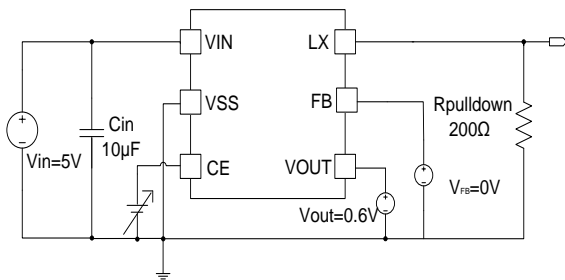 VIN
LX
VSS
FB
CE
VOUT
Cin
10µF
Vin=5V
Rpulldown
200Ω
VFB=0V
Vout=0.6V